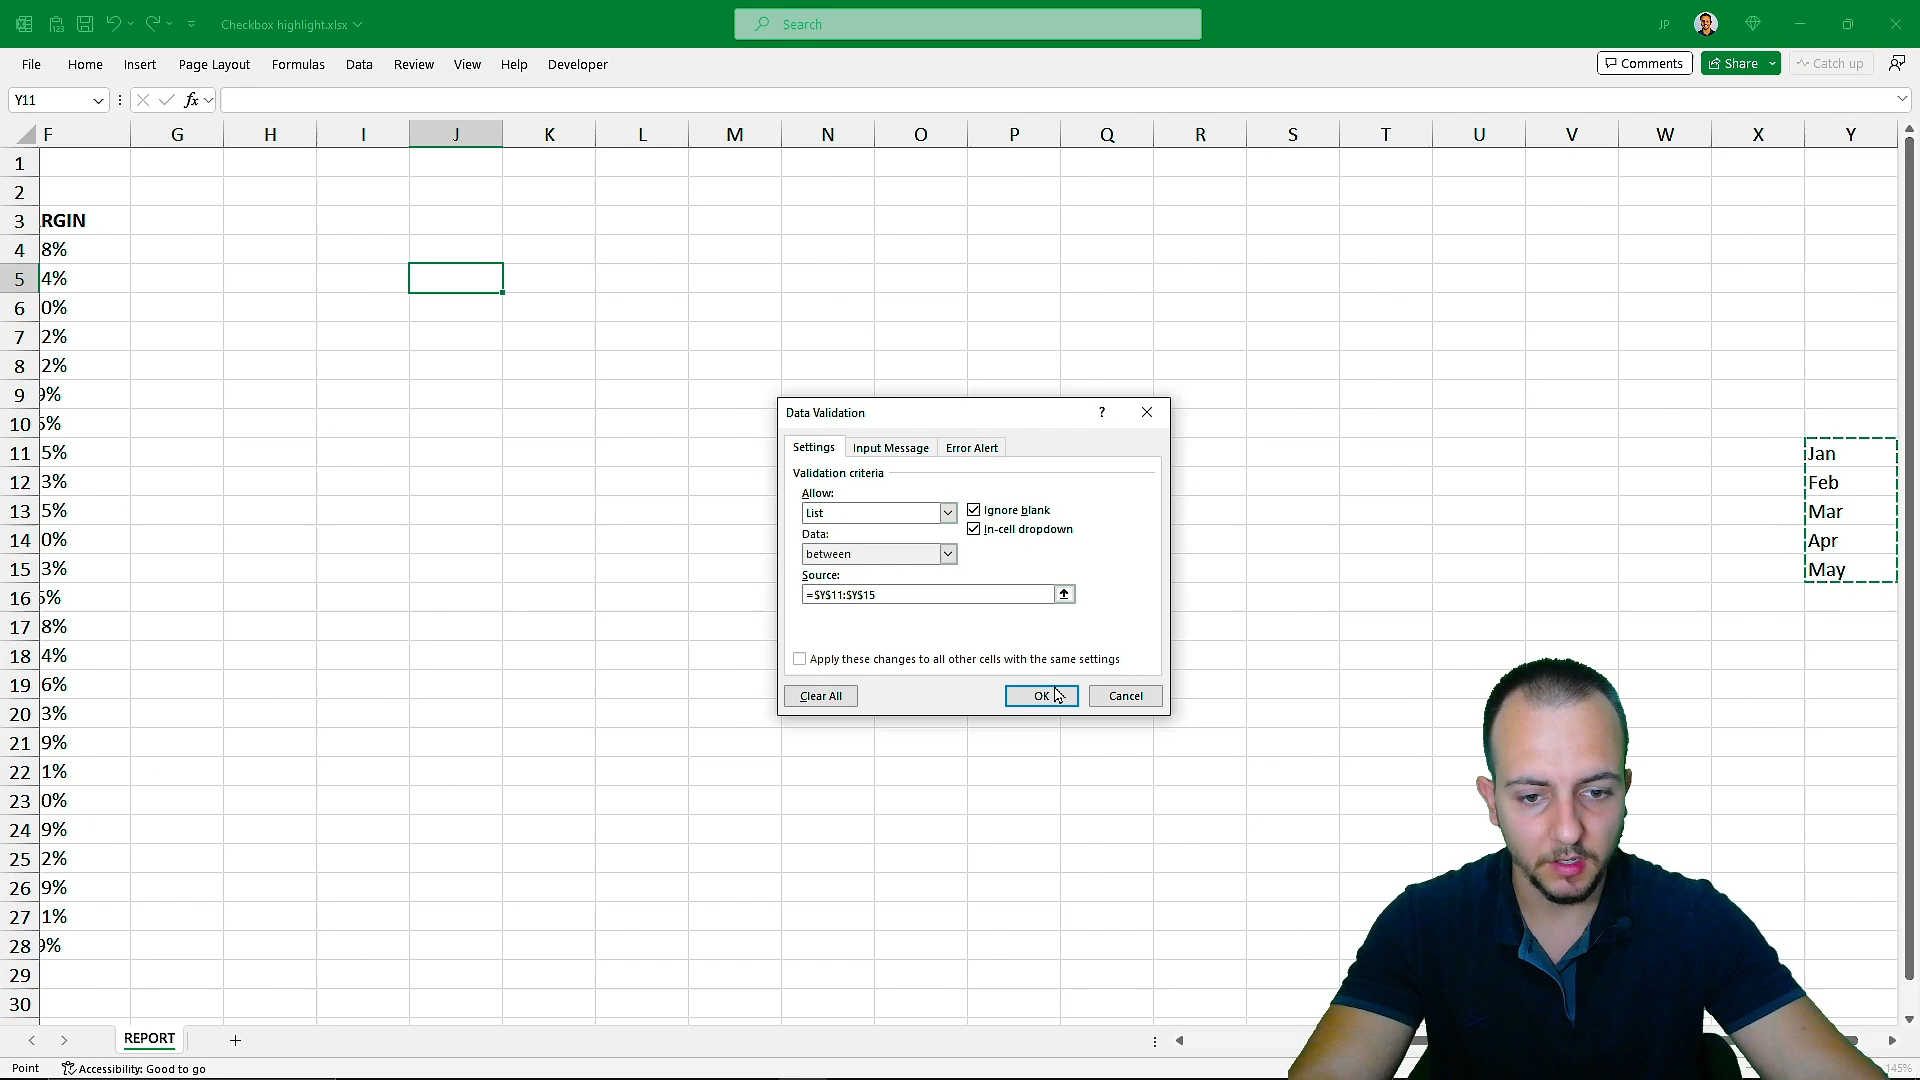 Checkbox highlight.xlsx
Search
JP
File Home Insert Page Layout Formulas Data Review View Help Developer
Comments Share Catch up
Y11
fx
F G H I J K L M N O P Q R S T U V W X Y
1
2
3 RGIN
4 8%
5 4%
6 0%
7 2%
8 2%
9 9%
10 5%
11 5% Jan
12 3% Feb
13 5% Mar
14 0% Apr
15 3% May
16 5%
17 8%
18 4%
19 6%
20 3%
21 9%
22 1%
23 0%
24 9%
25 2%
26 9%
27 1%
28 9%
29
30
Data Validation ?
Settings Input Message Error Alert
Validation criteria
Allow:
List
Ignore blank
In-cell dropdown
Data:
between
Source:
=$Y$11:$Y$15
Apply these changes to all other cells with the same settings
Clear All OK Cancel
REPORT
Point Accessibility: Good to go
145%